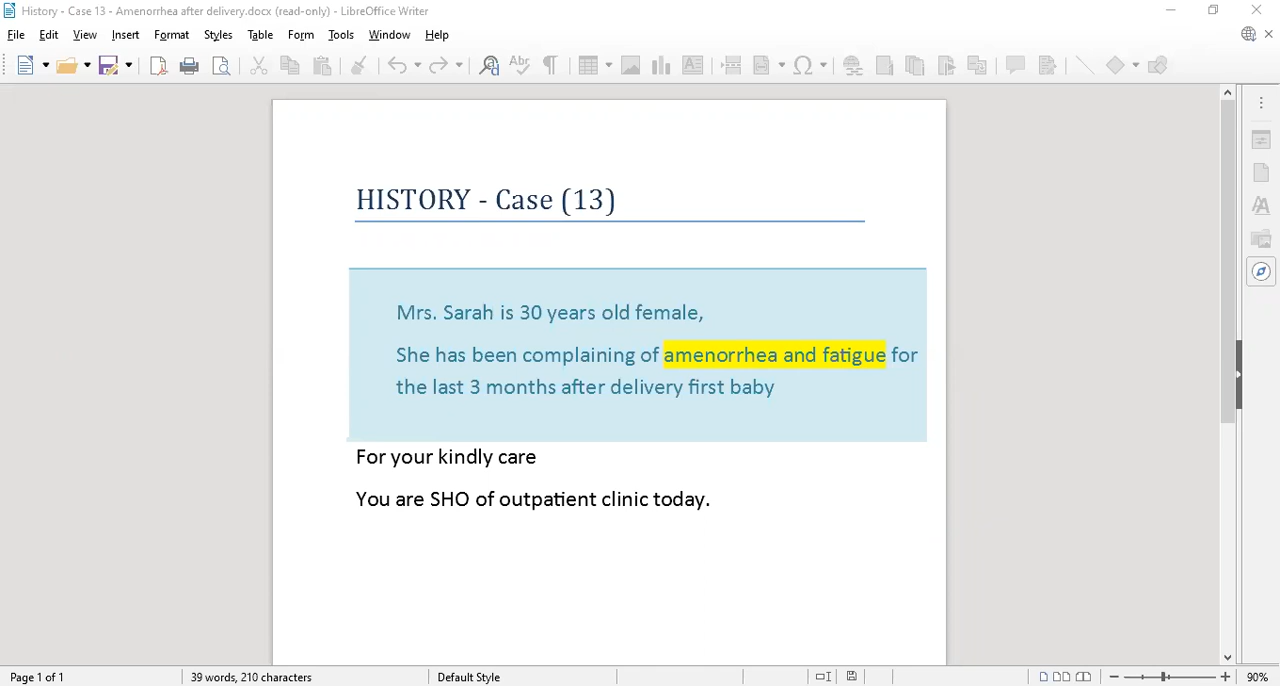 History - Case 13 - Amenorrhea after delivery.docx (read-only) - LibreOffice Writer
File Edit View Insert Format Styles Table Form Tools Window Help
HISTORY - Case (13)
Mrs. Sarah is 30 years old female,
She has been complaining of amenorrhea and fatigue for
the last 3 months after delivery first baby
For your kindly care
You are SHO of outpatient clinic today.
Page 1 of 1 39 words, 210 characters Default Style 90%